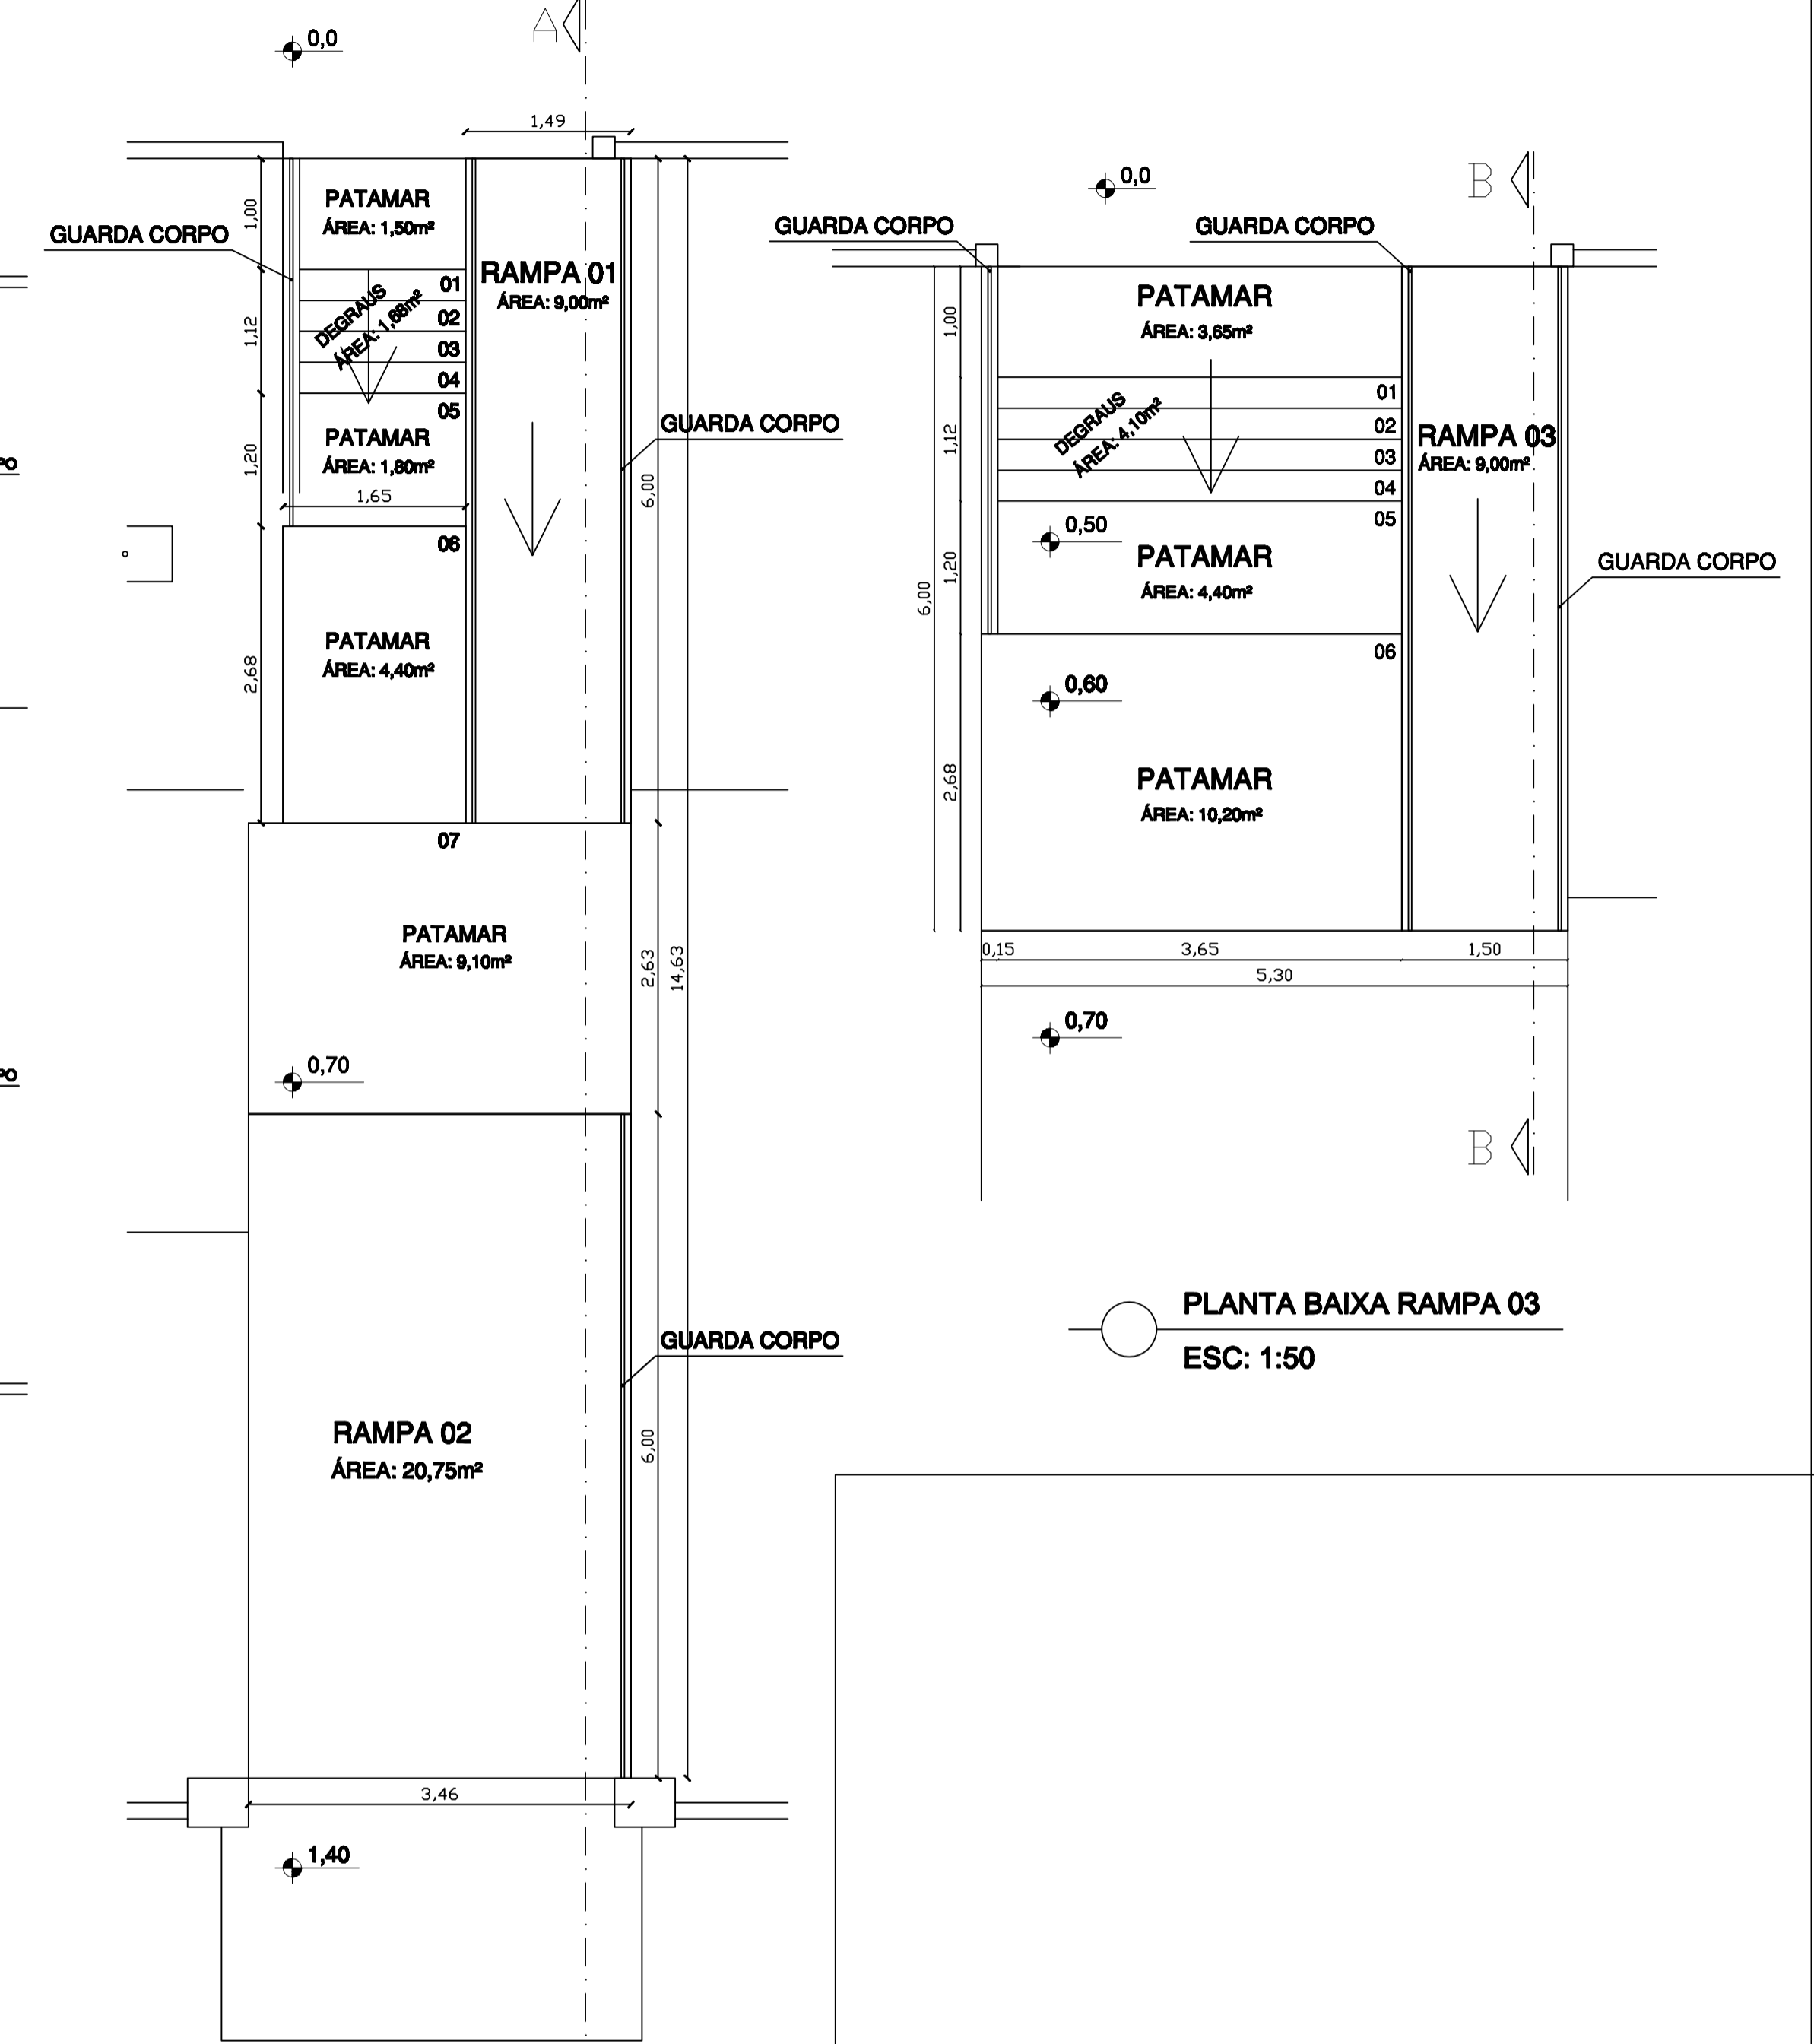 A
0,0
1,49
PATAMAR
ÁREA: 1,50m²
1,00
GUARDA CORPO
RAMPA 01
ÁREA: 9,00m²
01
02
03
04
05
DEGRAUS
ÁREA: 1,68m²
1,12
GUARDA CORPO
PATAMAR
ÁREA: 1,80m²
1,20
1,65
6,00
06
PATAMAR
ÁREA: 4,40m²
2,68
07
PATAMAR
ÁREA: 9,10m²
2,63
14,63
0,70
GUARDA CORPO
RAMPA 02
ÁREA: 20,75m²
6,00
3,46
1,40
PO
PO
0,0
B
GUARDA CORPO
GUARDA CORPO
PATAMAR
ÁREA: 3,65m²
1,00
01
02
03
04
05
DEGRAUS
ÁREA: 4,10m²
1,12
RAMPA 03
ÁREA: 9,00m²
0,50
PATAMAR
ÁREA: 4,40m²
1,20
6,00
GUARDA CORPO
06
0,60
PATAMAR
ÁREA: 10,20m²
2,68
0,15
3,65
1,50
5,30
0,70
B
PLANTA BAIXA RAMPA 03
ESC: 1:50